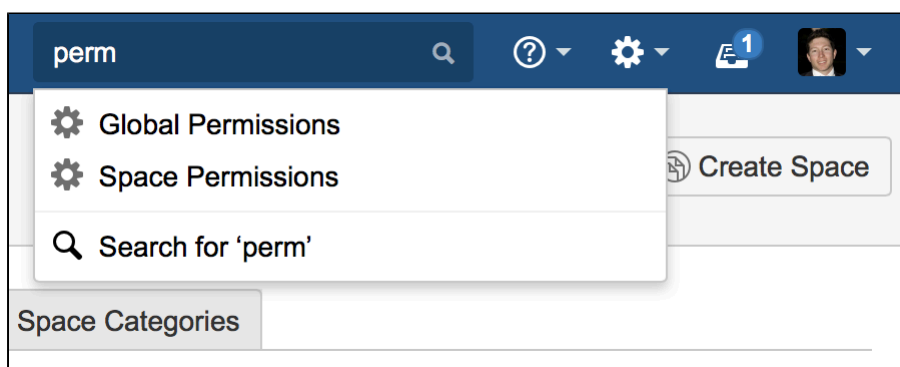 perm
?
1
Global Permissions
Space Permissions
Create Space
Search for ‘perm’
Space Categories